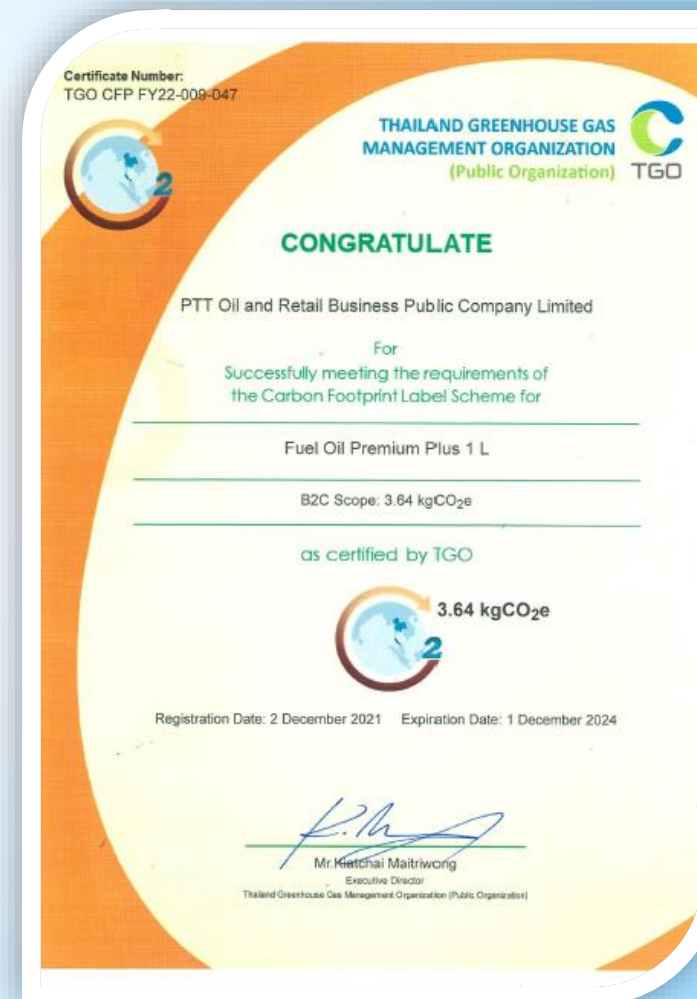 Certificate Number:
TGO CFP FY22-009-047
THAILAND GREENHOUSE GAS
MANAGEMENT ORGANIZATION
(Public Organization)
TGO
2
CONGRATULATE
PTT Oil and Retail Business Public Company Limited
For
Successfully meeting the requirements of
the Carbon Footprint Label Scheme for
Fuel Oil Premium Plus 1 L
B2C Scope: 3.64 kgCO2e
as certified by TGO
3.64 kgCO2e
2
Registration Date: 2 December 2021 Expiration Date: 1 December 2024
Mr.Kiatchai Maitriwong
Executive Director
Thailand Greenhouse Gas Management Organization (Public Organization)